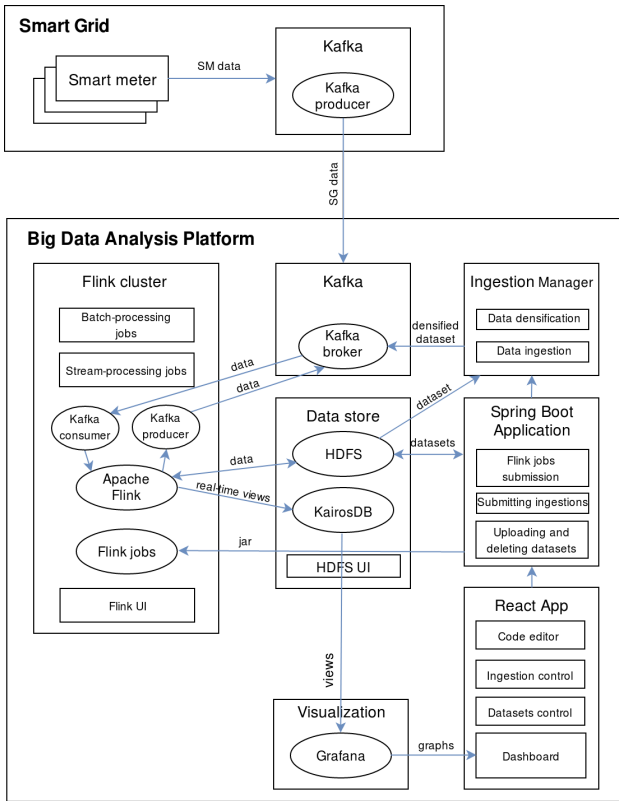 Smart Grid
Smart meter
SM data
Kafka
Kafka
producer
SG data
Big Data Analysis Platform
Flink cluster
Batch-processing
jobs
Stream-processing jobs
Kafka
consumer
Kafka
producer
Apache
Flink
Flink jobs
Flink UI
data
data
data
real-time views
jar
Kafka
Kafka
broker
densified
dataset
Ingestion Manager
Data densification
Data ingestion
dataset
Data store
HDFS
KairosDB
HDFS UI
datasets
Spring Boot
Application
Flink jobs
submission
Submitting ingestions
Uploading and
deleting datasets
views
Visualization
Grafana
graphs
React App
Code editor
Ingestion control
Datasets control
Dashboard